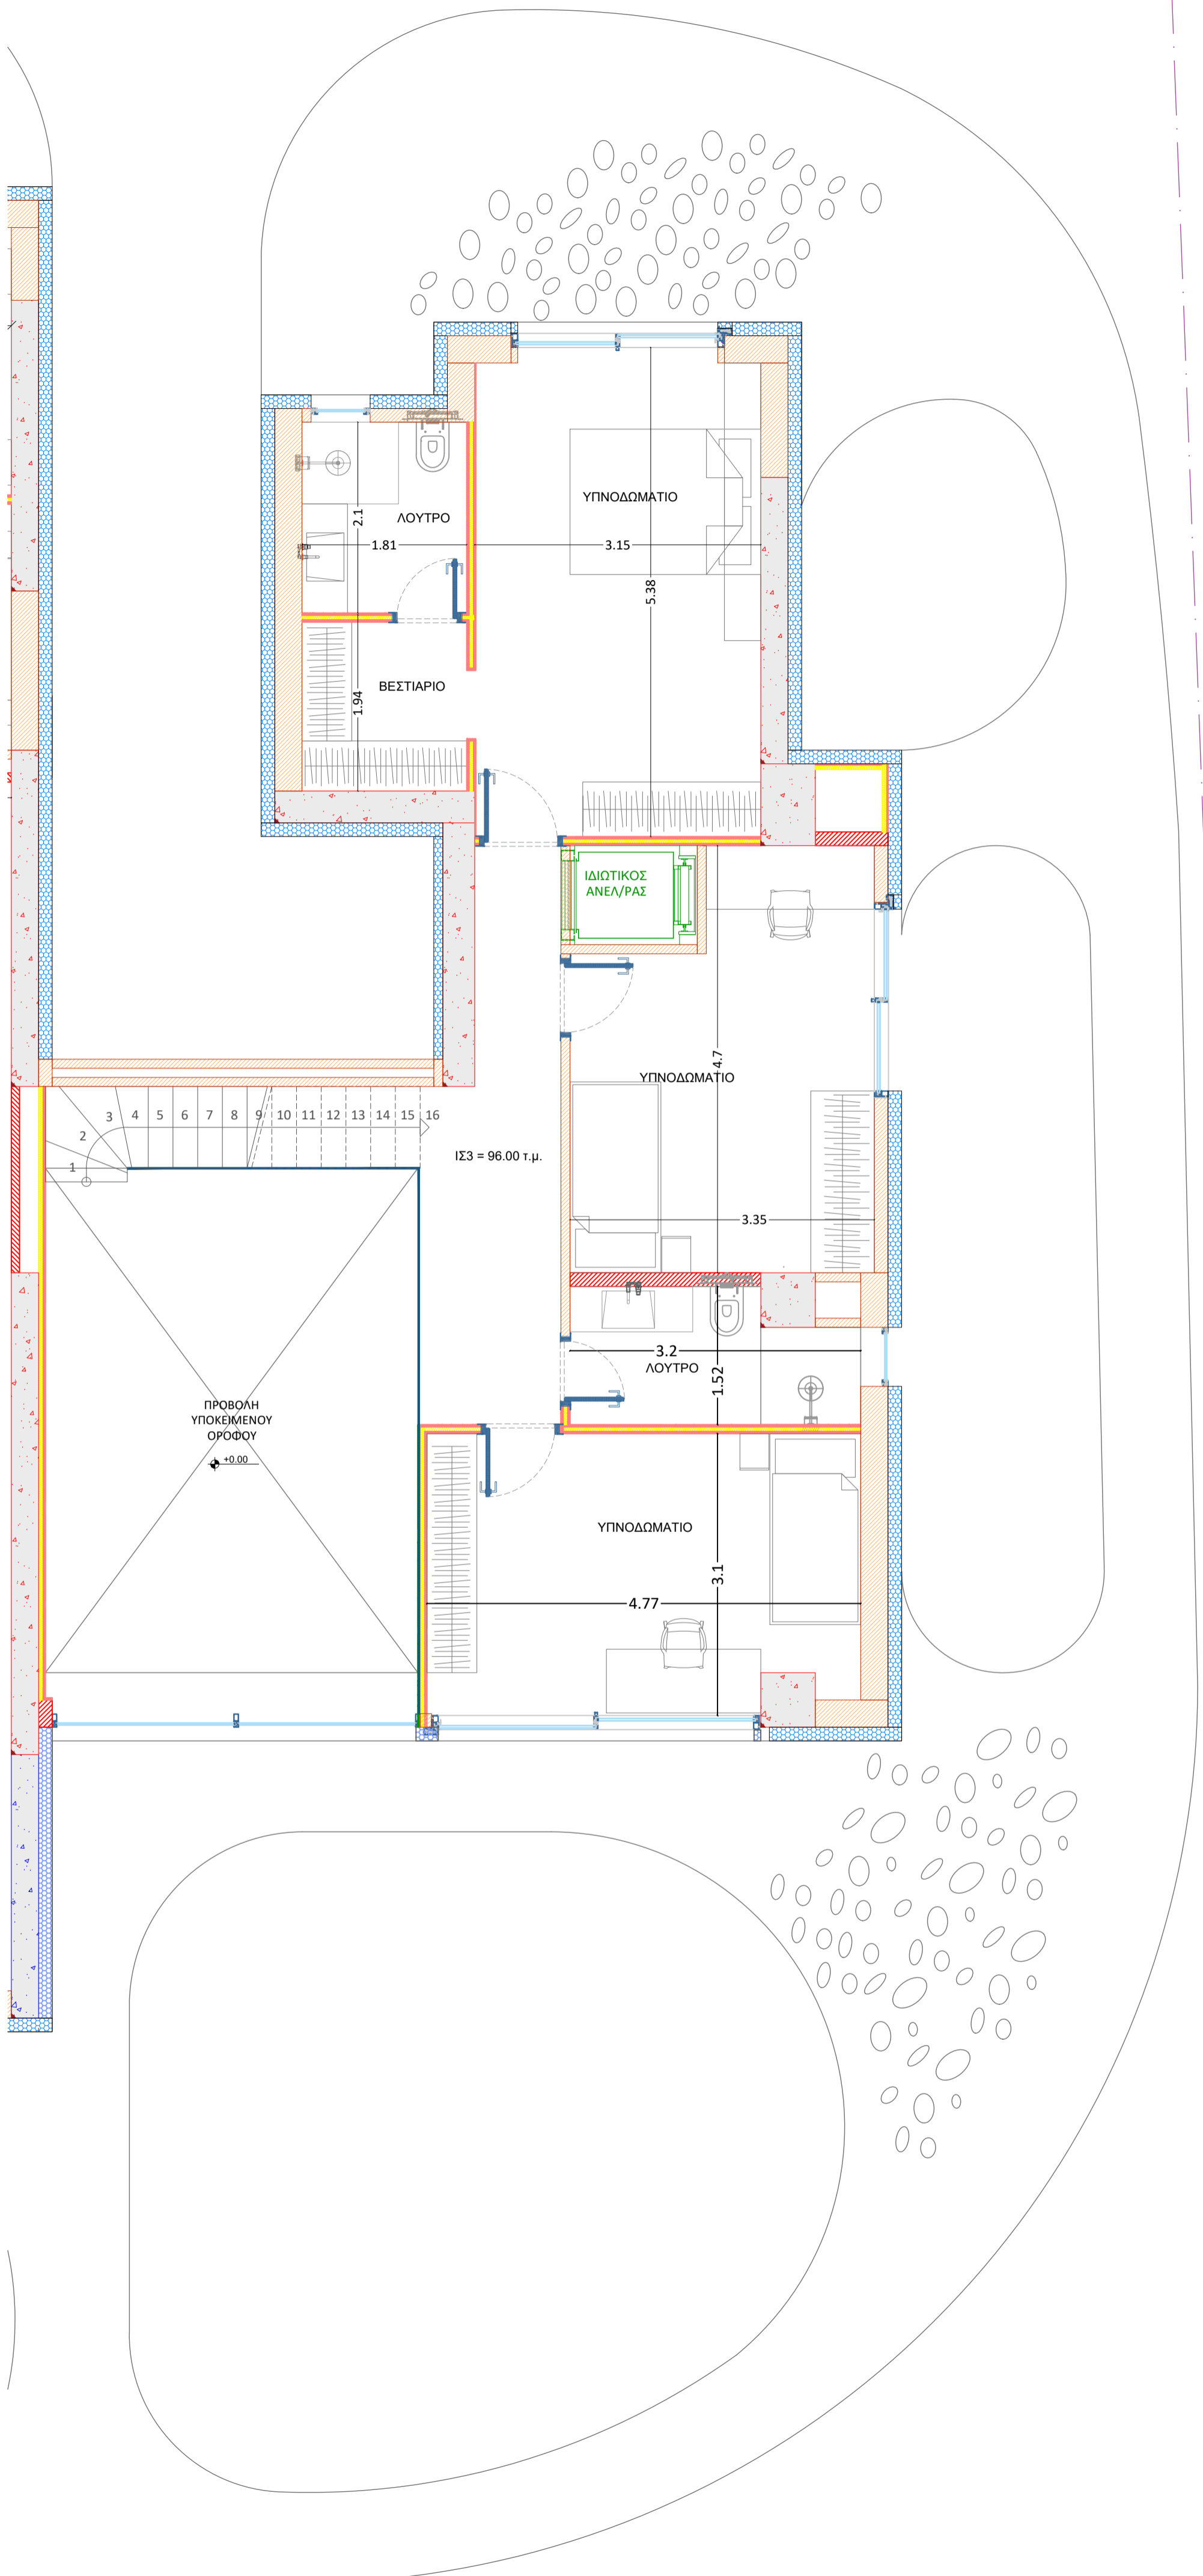 ΥΠΝΟΔΩΜΑΤΙΟ
2.1
ΛΟΥΤΡΟ
1.81
3.15
5.38
ΒΕΣΤΙΑΡΙΟ
1.94
ΙΔΙΩΤΙΚΟΣ
ΑΝΕΛ/ΡΑΣ
4.7
ΥΠΝΟΔΩΜΑΤΙΟ
1 2 3 4 5 6 7 8 9 10 11 12 13 14 15 16
ΙΣ3 = 96.00 τ.μ.
3.35
3.2
ΛΟΥΤΡΟ
1.52
ΠΡΟΒΟΛΗ
ΥΠΟΚΕΙΜΕΝΟΥ
ΟΡΟΦΟΥ
+0.00
ΥΠΝΟΔΩΜΑΤΙΟ
3.1
4.77